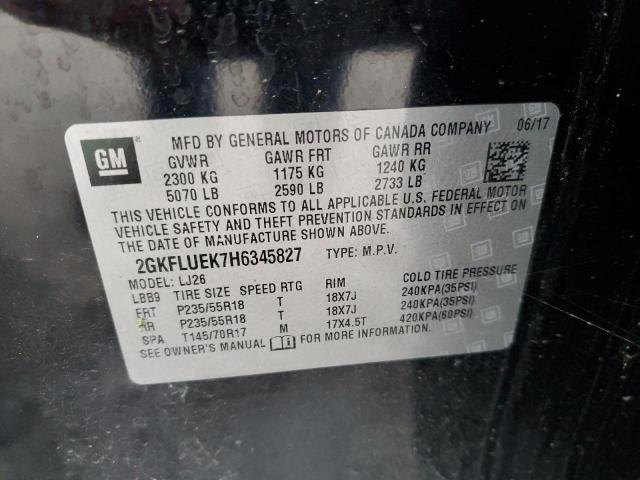 GM
MFD BY GENERAL MOTORS OF CANADA COMPANY 06/17
GVWR GAWR FRT GAWR RR
2300 KG 1175 KG 1240 KG
5070 LB 2590 LB 2733 LB
THIS VEHICLE CONFORMS TO ALL APPLICABLE U.S. FEDERAL MOTOR
VEHICLE SAFETY AND THEFT PREVENTION STANDARDS IN EFFECT ON
THE DATE OF MANUFACTURE SHOWN ABOVE.
2GKFLUEK7H6345827 TYPE: M.P.V.
MODEL: LJ26
LBB9 TIRE SIZE SPEED RTG RIM COLD TIRE PRESSURE
FRT P235/55R18 T 18X7J 240KPA(35PSI)
RR P235/55R18 T 18X7J 240KPA(35PSI)
SPA T145/70R17 M 17X4.5T 420KPA(60PSI)
SEE OWNER'S MANUAL FOR MORE INFORMATION